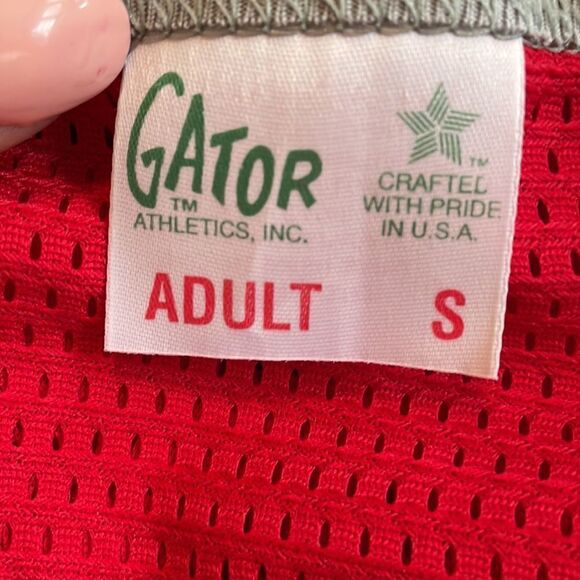 GATOR
TM
ATHLETICS, INC.
TM
CRAFTED
WITH PRIDE
IN U.S.A.
ADULT S